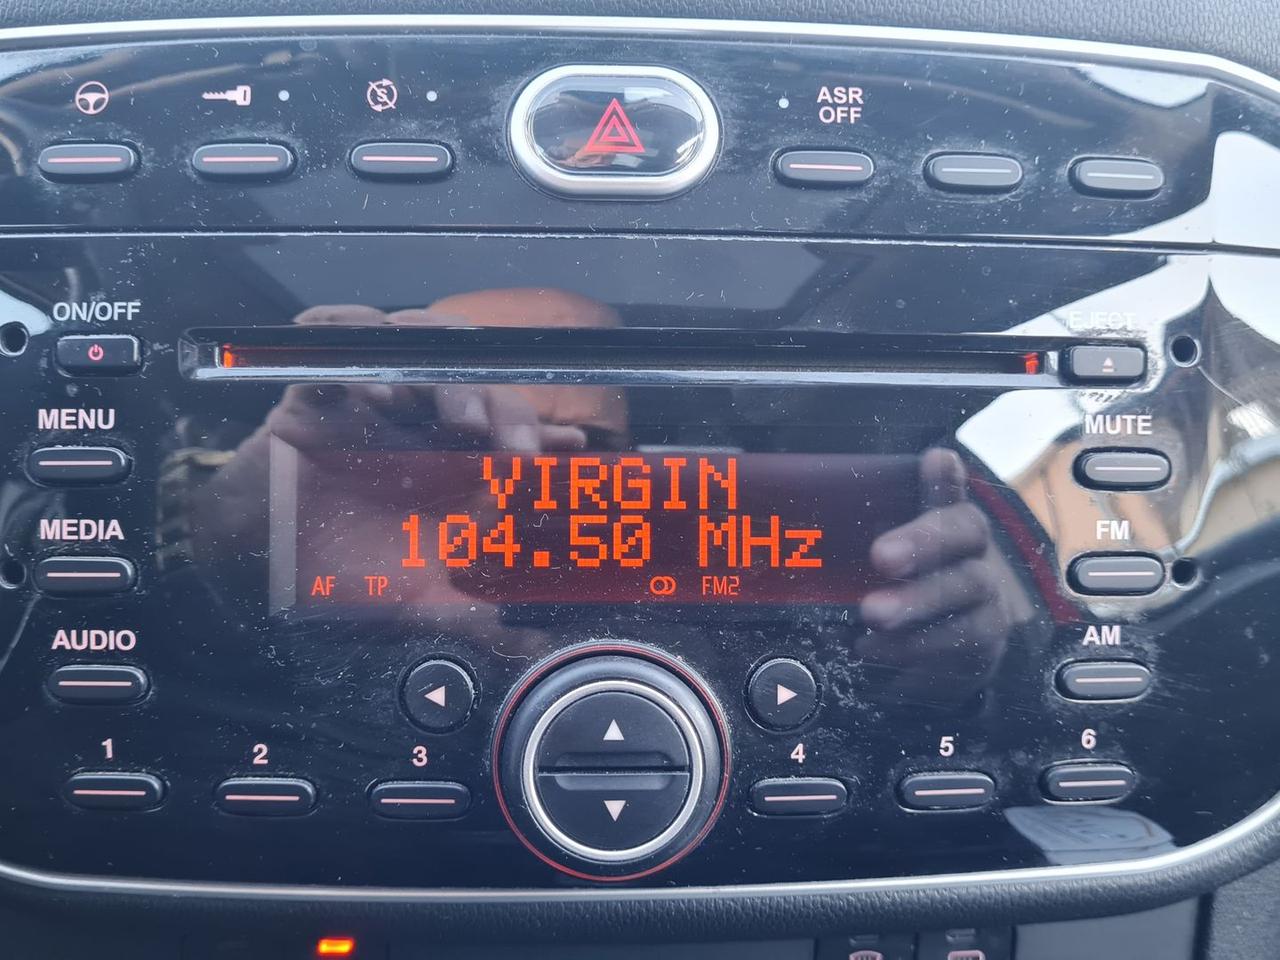 ASR
OFF
ON/OFF
EJECT
MENU
MUTE
VIRGIN
104.50 MHz
MEDIA
FM
AF TP FM2
AUDIO
AM
1 2 3 4 5 6